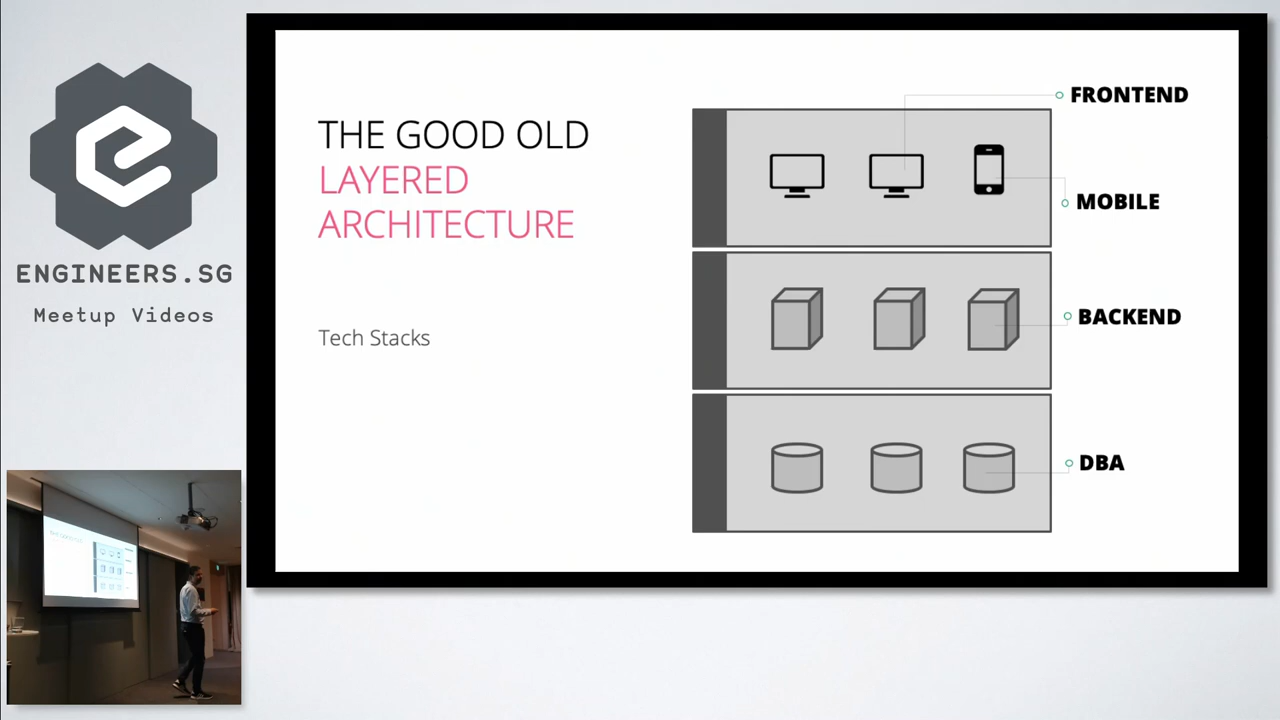 ENGINEERS.SG
Meetup Videos
THE GOOD OLD
LAYERED
ARCHITECTURE
Tech Stacks
FRONTEND
MOBILE
BACKEND
DBA